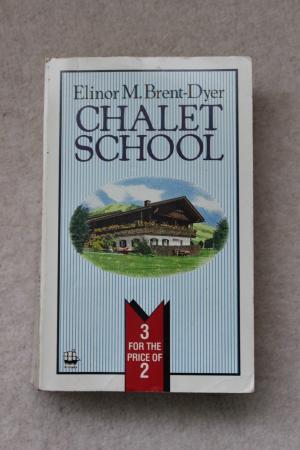 Elinor M. Brent-Dyer
CHALET
SCHOOL
3
FOR THE
PRICE OF
2